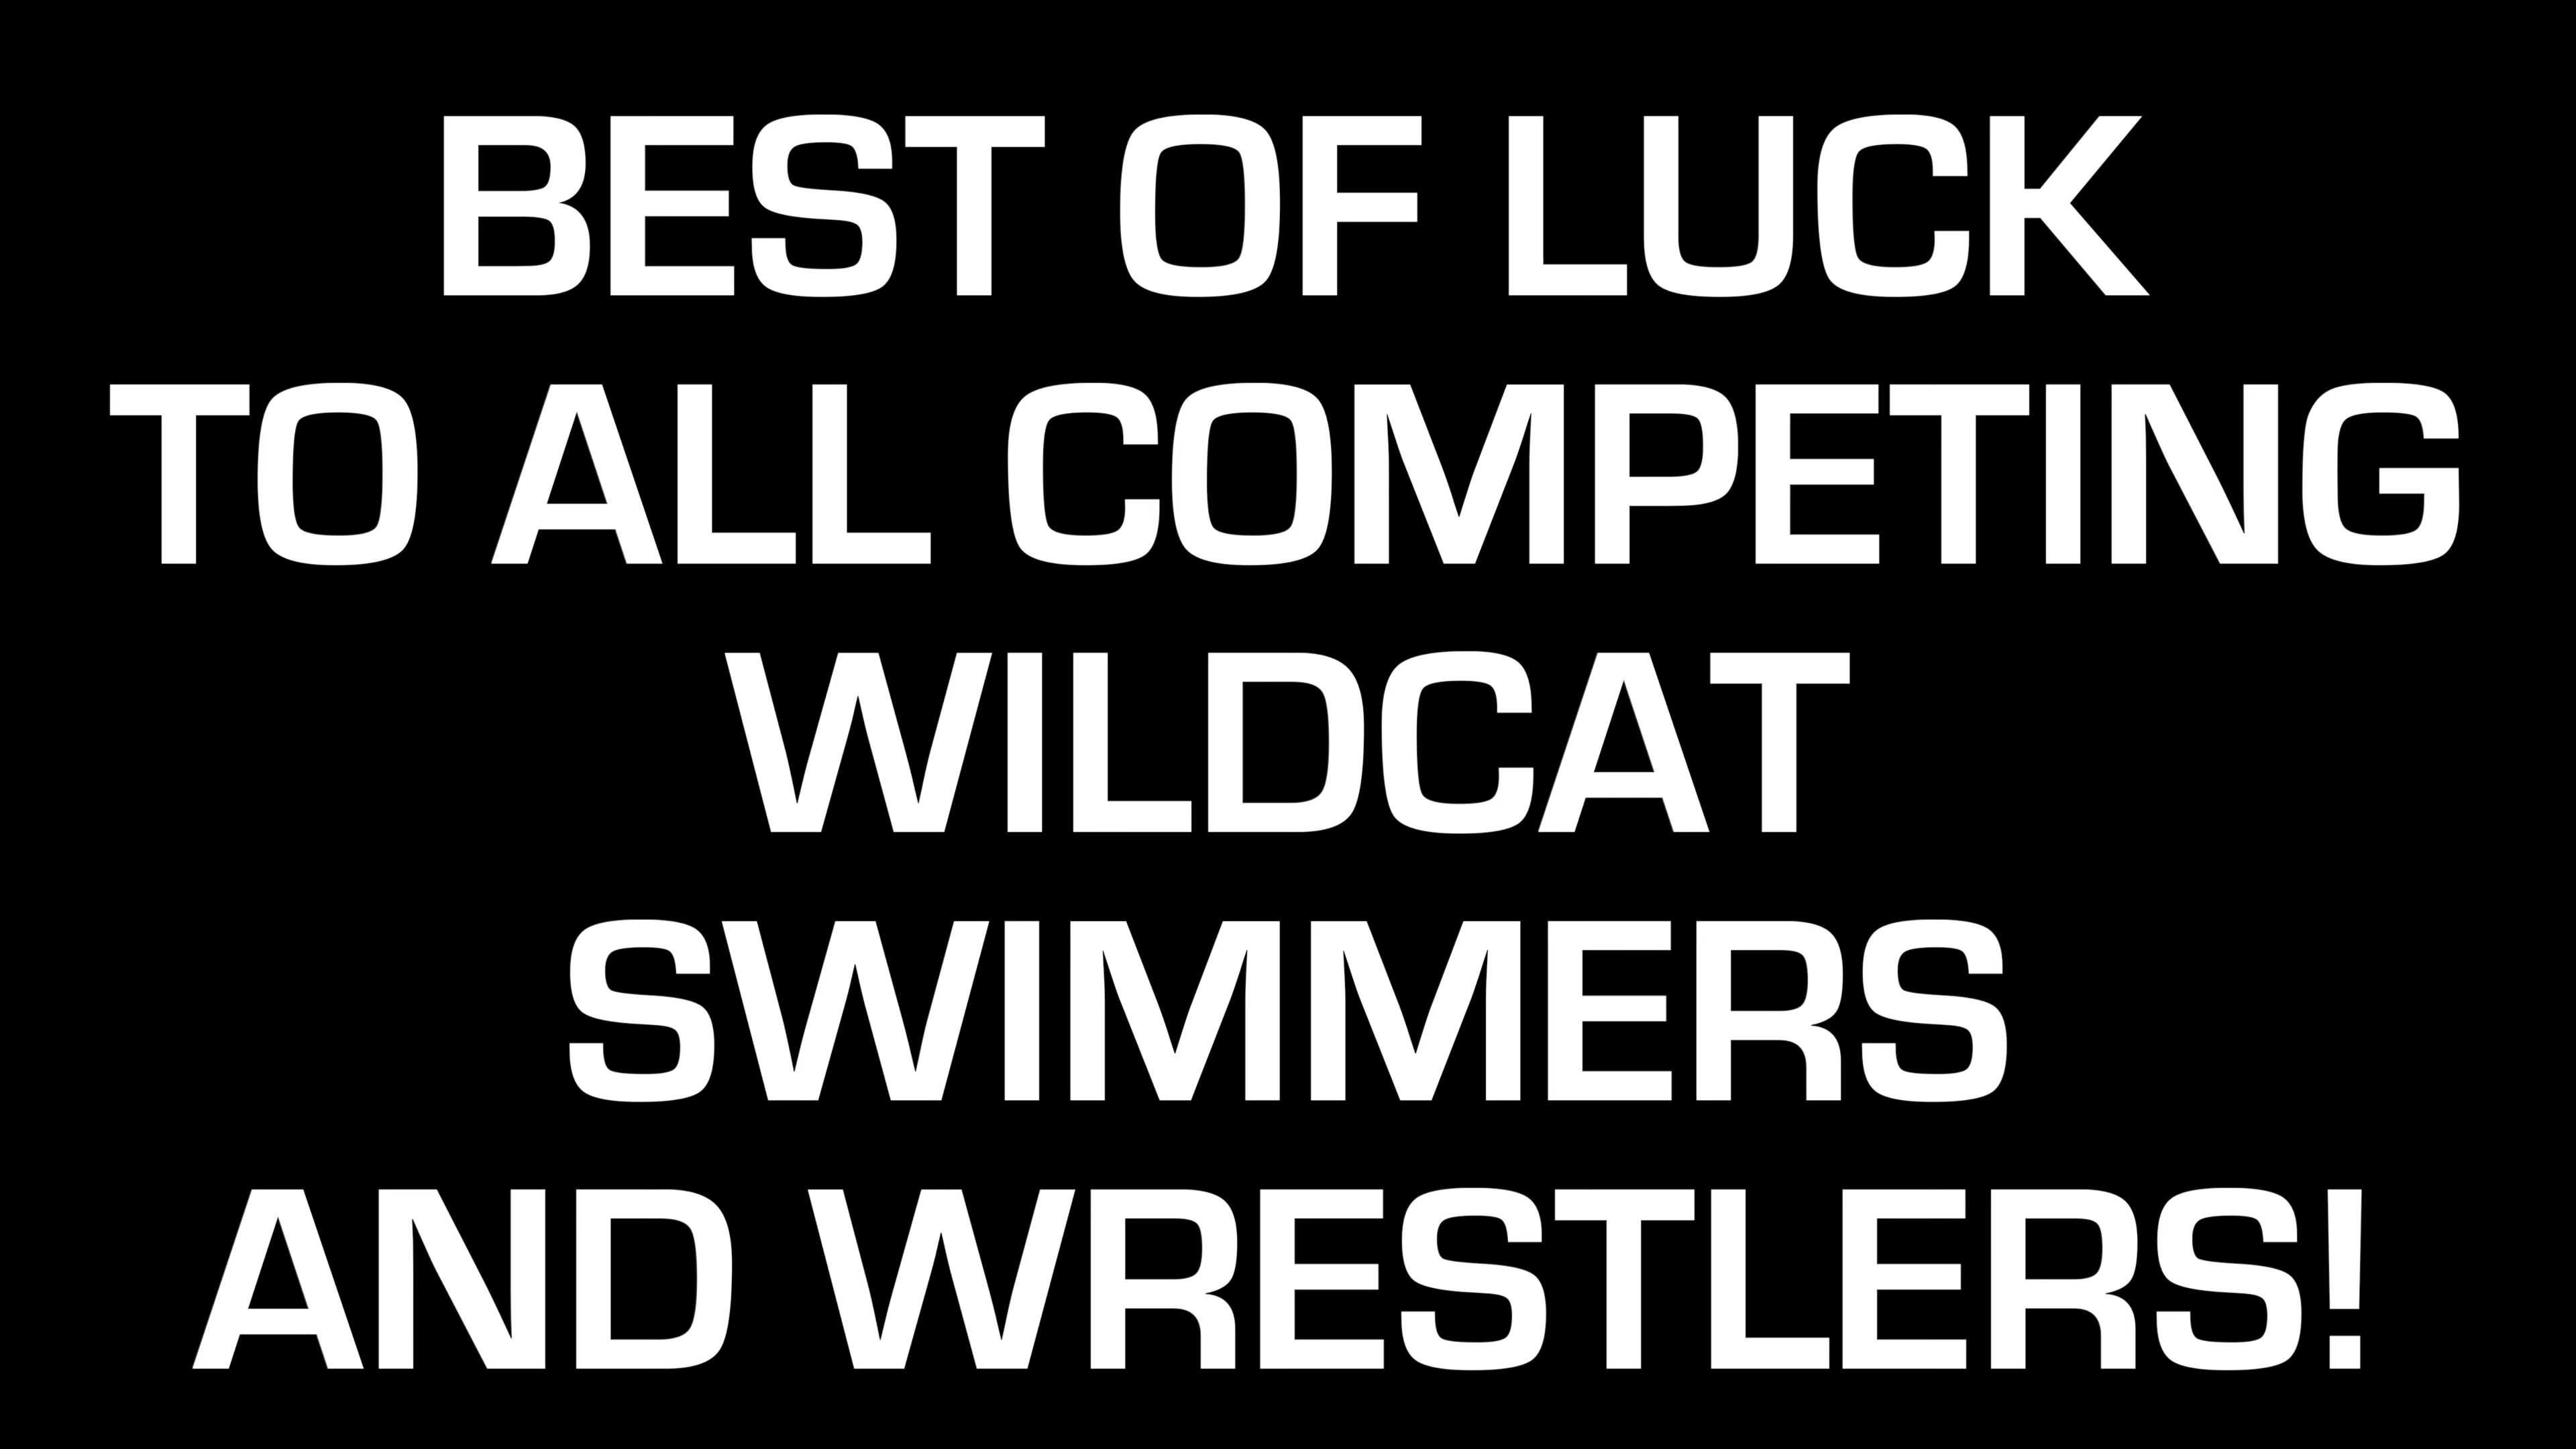 BEST OF LUCK
TO ALL COMPETING
WILDCAT
SWIMMERS
AND WRESTLERS!